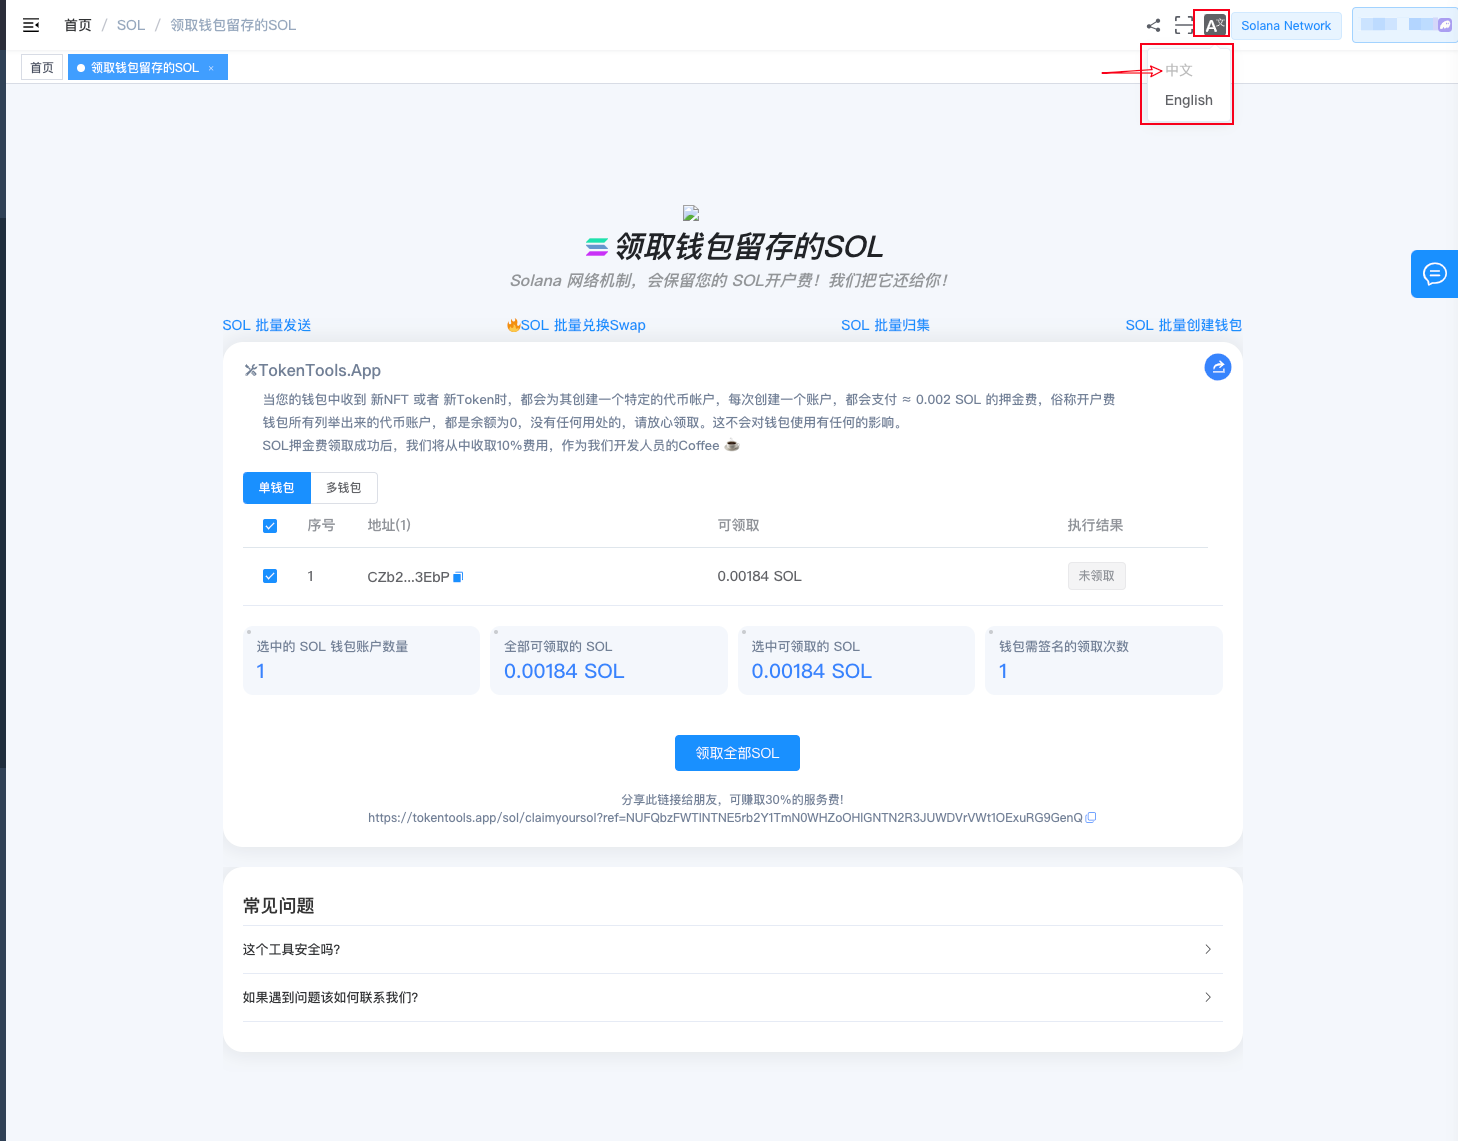 首页 / SOL / 领取钱包留存的SOL
A文
Solana Network
首页
领取钱包留存的SOL ×
中文
English
领取钱包留存的SOL
Solana 网络机制，会保留您的 SOL开户费！我们把它还给你！
SOL 批量发送
🔥SOL 批量兑换Swap
SOL 批量归集
SOL 批量创建钱包
TokenTools.App
当您的钱包中收到 新NFT 或者 新Token时，都会为其创建一个特定的代币帐户，每次创建一个账户，都会支付 ≈ 0.002 SOL 的押金费，俗称开户费
钱包所有列举出来的代币账户，都是余额为0，没有任何用处的，请放心领取。这不会对钱包使用有任何的影响。
SOL押金费领取成功后，我们将从中收取10%费用，作为我们开发人员的Coffee ☕
单钱包
多钱包
序号 地址(1) 可领取 执行结果
1 CZb2...3EbP 0.00184 SOL 未领取
选中的 SOL 钱包账户数量
1
全部可领取的 SOL
0.00184 SOL
选中可领取的 SOL
0.00184 SOL
钱包需签名的领取次数
1
领取全部SOL
分享此链接给朋友，可赚取30%的服务费!
https://tokentools.app/sol/claimyoursol?ref=NUFQbzFWTlNTNE5rb2Y1TmN0WHZoOHlGNTN2R3JUWDVrVWt1OExuRG9GenQ
常见问题
这个工具安全吗?
如果遇到问题该如何联系我们?